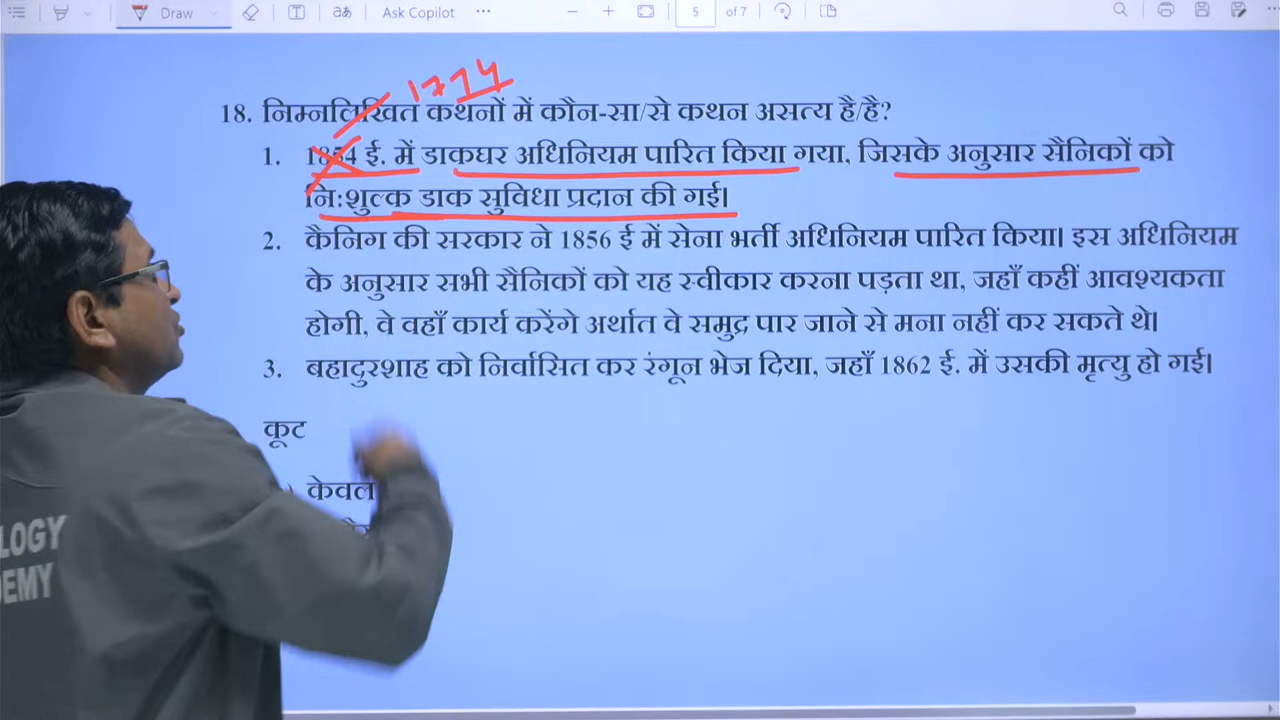 Draw
Ask Copilot
5 of 7
1774
18. निम्नलिखित कथनों में कौन-सा/से कथन असत्य है/है?
1. 1854 ई. में डाकघर अधिनियम पारित किया गया, जिसके अनुसार सैनिकों को
नि:शुल्क डाक सुविधा प्रदान की गई।
2. कैनिग की सरकार ने 1856 ई में सेना भर्ती अधिनियम पारित किया। इस अधिनियम
के अनुसार सभी सैनिकों को यह स्वीकार करना पड़ता था, जहाँ कहीं आवश्यकता
होगी, वे वहाँ कार्य करेंगे अर्थात वे समुद्र पार जाने से मना नहीं कर सकते थे।
3. बहादुरशाह को निर्वासित कर रंगून भेज दिया, जहाँ 1862 ई. में उसकी मृत्यु हो गई।
कूट
केवल
LOGY
DEMY